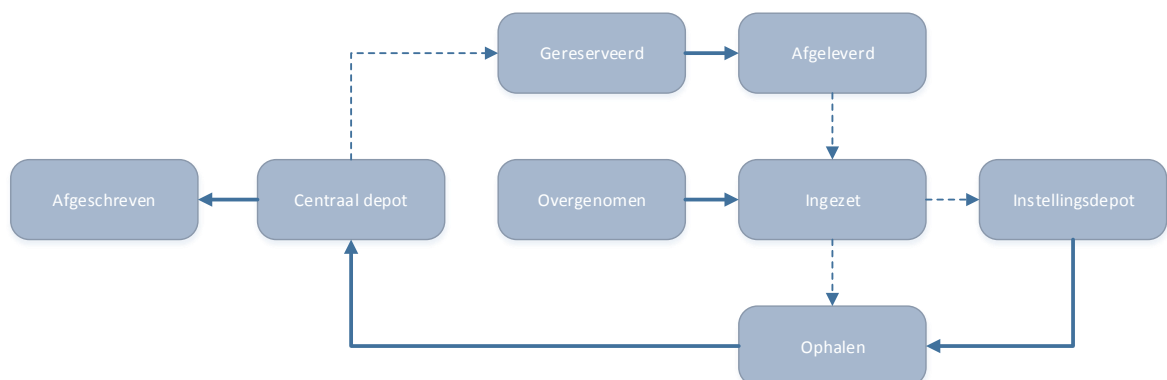 Gereserveerd
Afgeleverd
Afgeschreven
Centraal depot
Overgenomen
Ingezet
Instellingsdepot
Ophalen